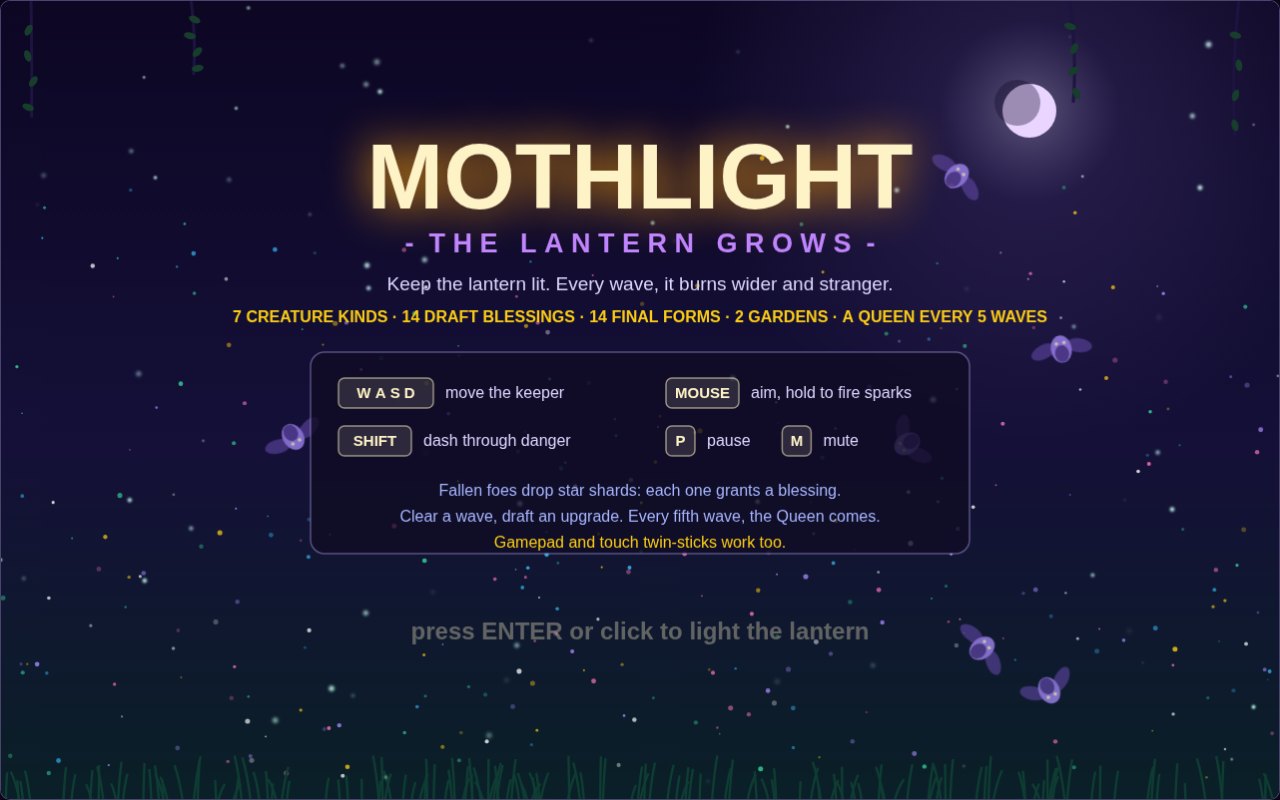 MOTHLIGHT
- THE LANTERN GROWS -
Keep the lantern lit. Every wave, it burns wider and stranger.
7 CREATURE KINDS · 14 DRAFT BLESSINGS · 14 FINAL FORMS · 2 GARDENS · A QUEEN EVERY 5 WAVES
W A S D move the keeper MOUSE aim, hold to fire sparks
SHIFT dash through danger P pause M mute
Fallen foes drop star shards: each one grants a blessing.
Clear a wave, draft an upgrade. Every fifth wave, the Queen comes.
Gamepad and touch twin-sticks work too.
press ENTER or click to light the lantern